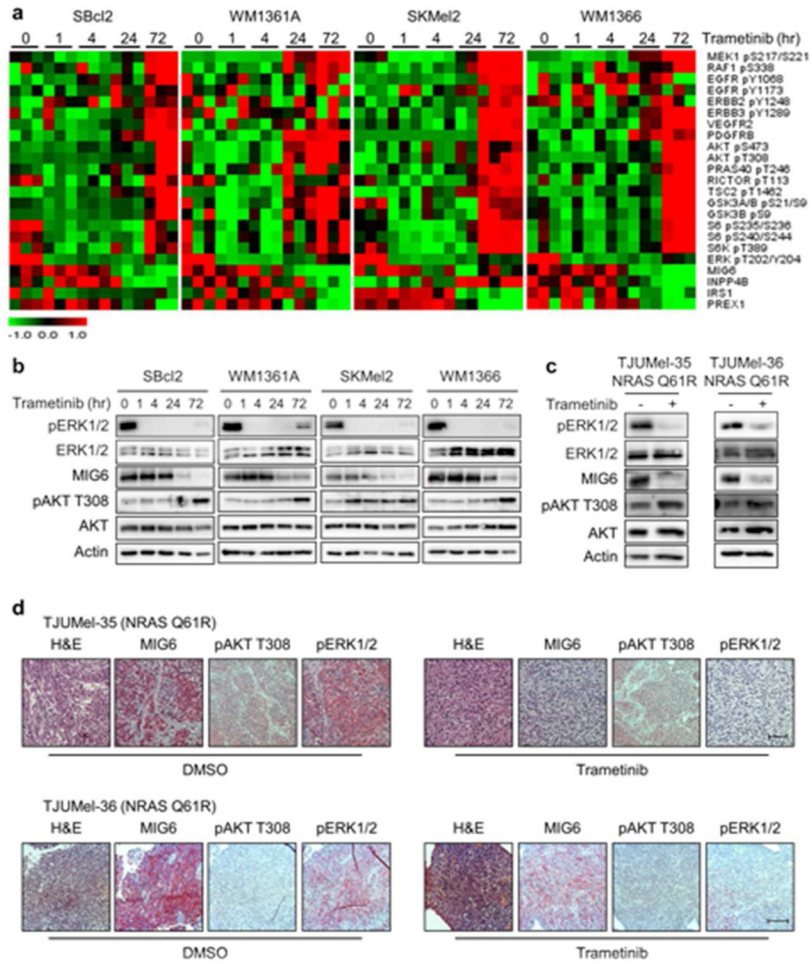 a
SBcl2 WM1361A SKMel2 WM1366
0 1 4 24 72 0 1 4 24 72 0 1 4 24 72 0 1 4 24 72 Trametinib (hr)
MEK1 pS217/S221
RAF1 pS338
EGFR pY1068
EGFR pY1173
ERBB2 pY1248
ERBB3 pY1289
VEGFR2
PDGFRB
AKT pS473
AKT pT308
PRAS40 pT246
RICTOR pT113
TSC2 pT1462
GSK3A/B pS21/S9
GSK3B pS9
S6 pS235/S236
S6 pS240/S244
S6K pT389
ERK pT202/Y204
MIG6
INPP4B
IRS1
PREX1
-1.0 0.0 1.0
b
SBcl2 WM1361A SKMel2 WM1366
Trametinib (hr) 0 1 4 24 72 0 1 4 24 72 0 1 4 24 72 0 1 4 24 72
pERK1/2
ERK1/2
MIG6
pAKT T308
AKT
Actin
c
TJUMel-35 TJUMel-36
NRAS Q61R NRAS Q61R
Trametinib - + - +
pERK1/2
ERK1/2
MIG6
pAKT T308
AKT
Actin
d
TJUMel-35 (NRAS Q61R)
H&E MIG6 pAKT T308 pERK1/2 H&E MIG6 pAKT T308 pERK1/2
DMSO Trametinib
TJUMel-36 (NRAS Q61R)
H&E MIG6 pAKT T308 pERK1/2 H&E MIG6 pAKT T308 pERK1/2
DMSO Trametinib